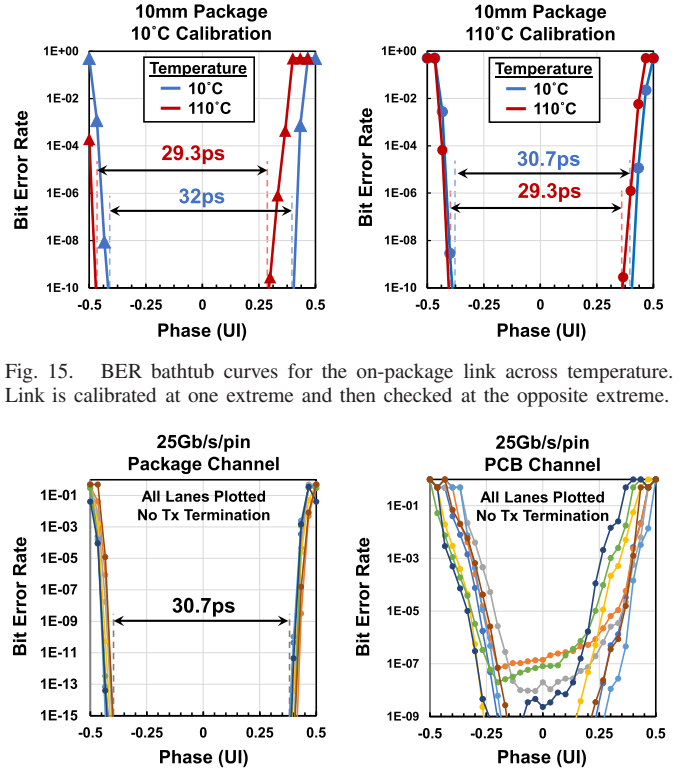 10mm Package
10˚C Calibration
1E+00
1E-02
1E-04
1E-06
1E-08
1E-10
Bit Error Rate
Temperature
10˚C
110˚C
29.3ps
32ps
-0.5
-0.25
0
0.25
0.5
Phase (UI)
10mm Package
110˚C Calibration
1E+00
1E-02
1E-04
1E-06
1E-08
1E-10
Bit Error Rate
Temperature
10˚C
110˚C
30.7ps
29.3ps
-0.5
-0.25
0
0.25
0.5
Phase (UI)
Fig. 15. BER bathtub curves for the on-package link across temperature.
Link is calibrated at one extreme and then checked at the opposite extreme.
25Gb/s/pin
Package Channel
1E-01
1E-03
1E-05
1E-07
1E-09
1E-11
1E-13
1E-15
Bit Error Rate
All Lanes Plotted
No Tx Termination
30.7ps
-0.5
-0.25
0
0.25
0.5
Phase (UI)
25Gb/s/pin
PCB Channel
1E-01
1E-03
1E-05
1E-07
1E-09
Bit Error Rate
All Lanes Plotted
No Tx Termination
-0.5
-0.25
0
0.25
0.5
Phase (UI)